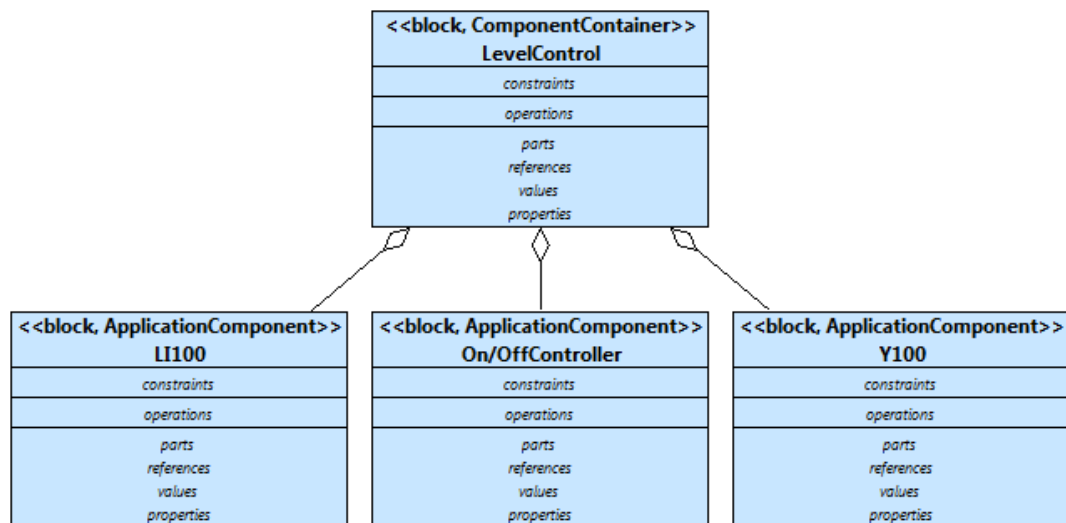 <<block, ComponentContainer>>
LevelControl
constraints
operations
parts
references
values
properties
<<block, ApplicationComponent>>
LI100
constraints
operations
parts
references
values
properties
<<block, ApplicationComponent>>
On/OffController
constraints
operations
parts
references
values
properties
<<block, ApplicationComponent>>
Y100
constraints
operations
parts
references
values
properties